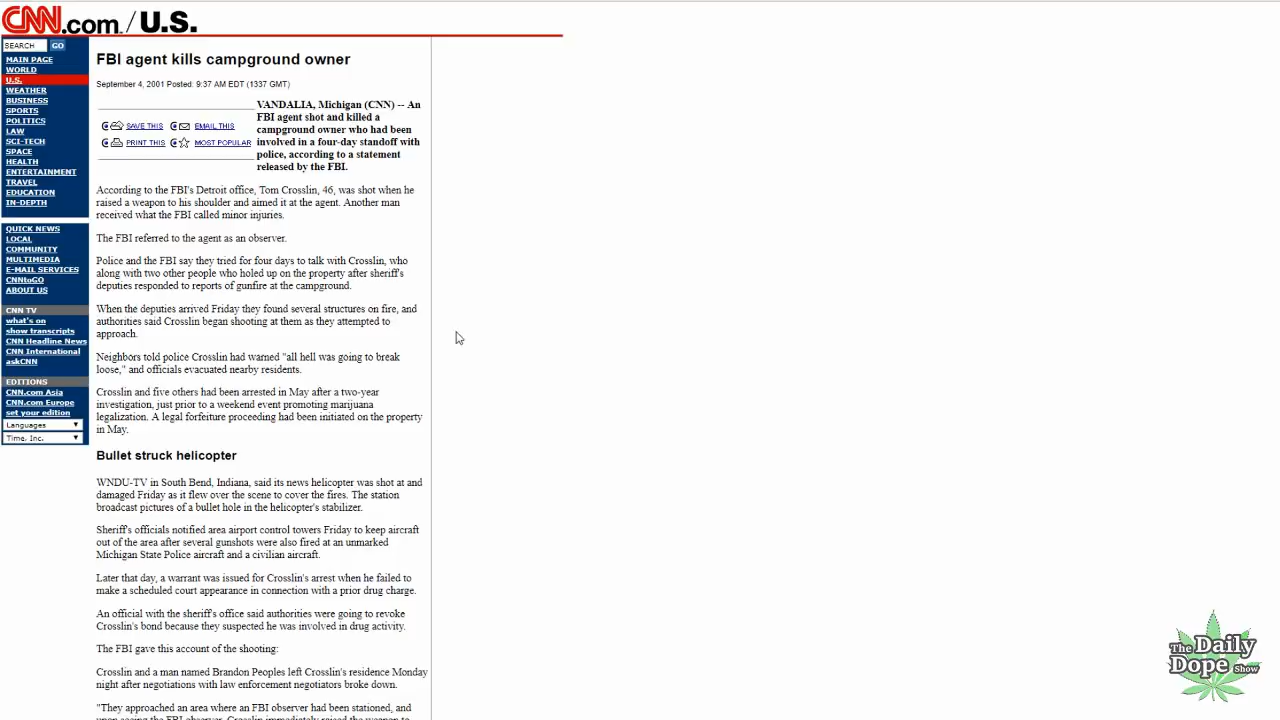 CNN.com / U.S.
SEARCH GO
MAIN PAGE
WORLD
U.S.
WEATHER
BUSINESS
SPORTS
POLITICS
LAW
SCI-TECH
SPACE
HEALTH
ENTERTAINMENT
TRAVEL
EDUCATION
IN-DEPTH
QUICK NEWS
LOCAL
COMMUNITY
MULTIMEDIA
E-MAIL SERVICES
CNNtoGO
ABOUT US
CNN TV
what's on
show transcripts
CNN Headline News
CNN International
askCNN
EDITIONS
CNN.com Asia
CNN.com Europe
set your edition
Languages
Time, Inc.
FBI agent kills campground owner
September 4, 2001 Posted: 9:37 AM EDT (1337 GMT)
SAVE THIS EMAIL THIS
PRINT THIS MOST POPULAR
VANDALIA, Michigan (CNN) -- An
FBI agent shot and killed a
campground owner who had been
involved in a four-day standoff with
police, according to a statement
released by the FBI.
According to the FBI's Detroit office, Tom Crosslin, 46, was shot when he
raised a weapon to his shoulder and aimed it at the agent. Another man
received what the FBI called minor injuries.
The FBI referred to the agent as an observer.
Police and the FBI say they tried for four days to talk with Crosslin, who
along with two other people who holed up on the property after sheriff's
deputies responded to reports of gunfire at the campground.
When the deputies arrived Friday they found several structures on fire, and
authorities said Crosslin began shooting at them as they attempted to
approach.
Neighbors told police Crosslin had warned "all hell was going to break
loose," and officials evacuated nearby residents.
Crosslin and five others had been arrested in May after a two-year
investigation, just prior to a weekend event promoting marijuana
legalization. A legal forfeiture proceeding had been initiated on the property
in May.
Bullet struck helicopter
WNDU-TV in South Bend, Indiana, said its news helicopter was shot at and
damaged Friday as it flew over the scene to cover the fires. The station
broadcast pictures of a bullet hole in the helicopter's stabilizer.
Sheriff's officials notified area airport control towers Friday to keep aircraft
out of the area after several gunshots were also fired at an unmarked
Michigan State Police aircraft and a civilian aircraft.
Later that day, a warrant was issued for Crosslin's arrest when he failed to
make a scheduled court appearance in connection with a prior drug charge.
An official with the sheriff's office said authorities were going to revoke
Crosslin's bond because they suspected he was involved in drug activity.
The FBI gave this account of the shooting:
Crosslin and a man named Brandon Peoples left Crosslin's residence Monday
night after negotiations with law enforcement negotiators broke down.
"They approached an area where an FBI observer had been stationed, and
upon seeing the FBI observer, Crosslin immediately raised the weapon to
The Daily
Dope Show